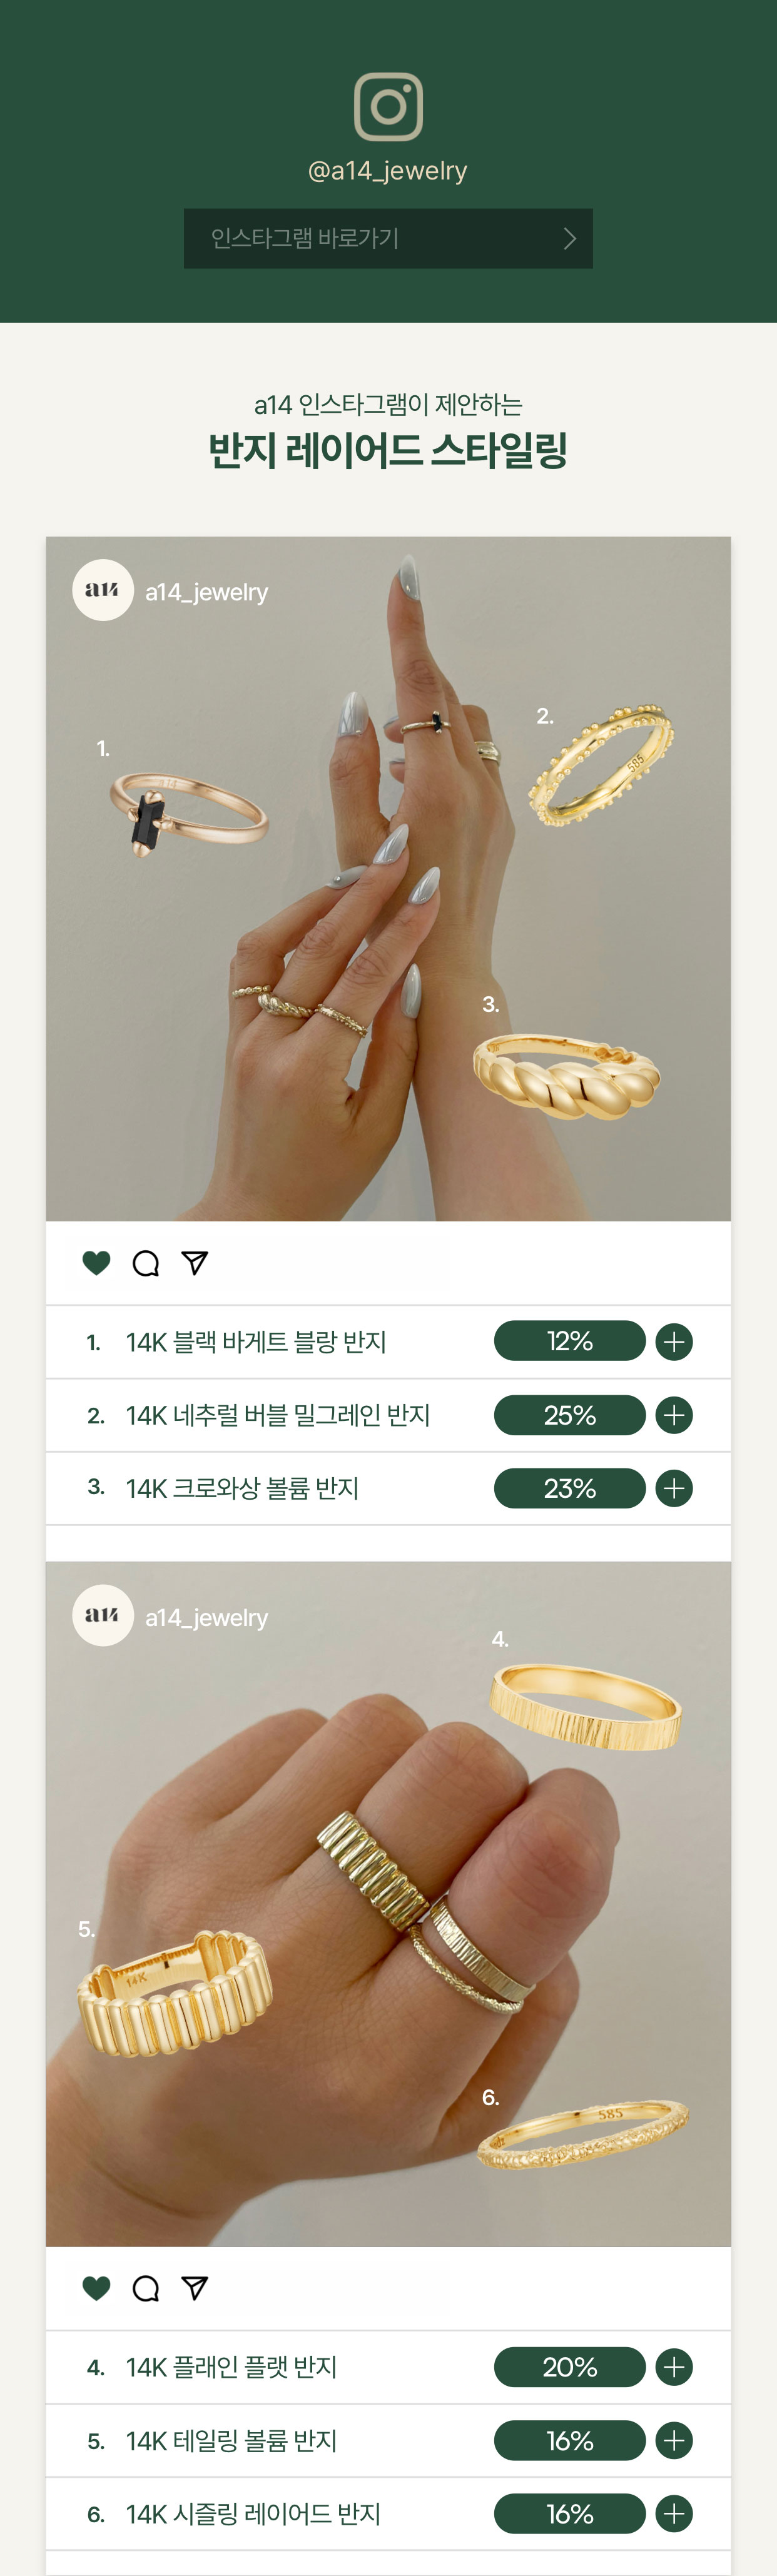 @a14_jewelry
인스타그램 바로가기
a14 인스타그램이 제안하는
반지 레이어드 스타일링
a14 a14_jewelry
1.
a14
2.
585
3.
1. 14K 블랙 바게트 블랑 반지 12%
2. 14K 네추럴 버블 밀그레인 반지 25%
3. 14K 크로와상 볼륨 반지 23%
a14 a14_jewelry
4.
5.
14K
6.
585
4. 14K 플래인 플랫 반지 20%
5. 14K 테일링 볼륨 반지 16%
6. 14K 시즐링 레이어드 반지 16%